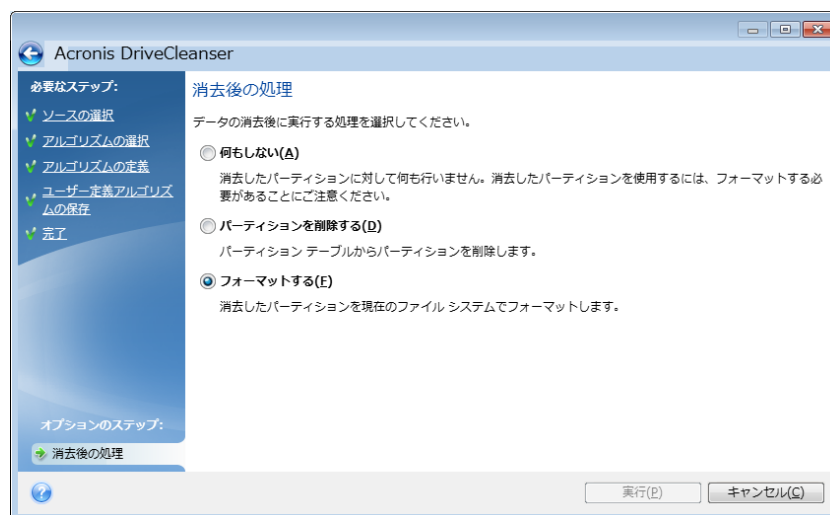 Acronis DriveCleanser
必要なステップ:
ソースの選択
アルゴリズムの選択
アルゴリズムの定義
ユーザー定義アルゴリズ
ムの保存
完了
オプションのステップ:
消去後の処理
消去後の処理
データの消去後に実行する処理を選択してください。
何もしない(A)
消去したパーティションに対して何も行いません。消去したパーティションを使用するには、フォーマットする必
要があることにご注意ください。
パーティションを削除する(D)
パーティション テーブルからパーティションを削除します。
フォーマットする(F)
消去したパーティションを現在のファイル システムでフォーマットします。
実行(P)
キャンセル(C)